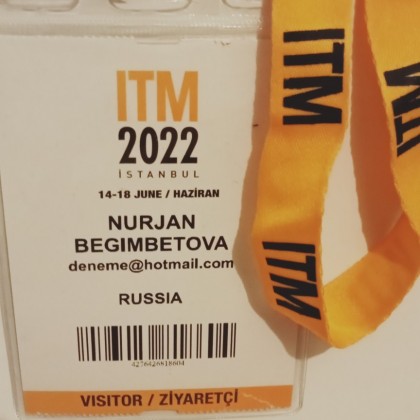 ITM
2022
İSTANBUL
14-18 JUNE / HAZİRAN
NURJAN
BEGIMBETOVA
deneme@hotmail.com
RUSSIA
VISITOR / ZİYARETÇİ
ITM
ITM
ITM